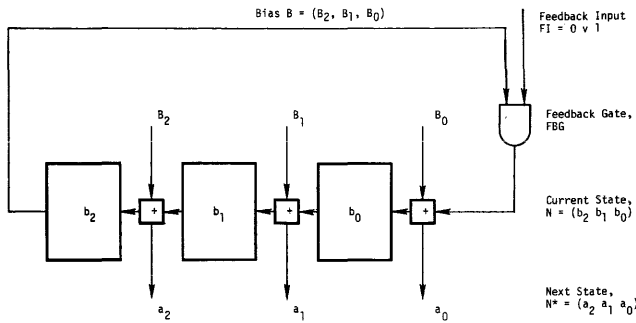 Bias B = (B2, B1, B0)
Feedback Input
FI = 0 v 1
B2
B1
B0
Feedback Gate,
FBG
b2
+
b1
+
b0
+
Current State,
N = (b2 b1 b0)
a2
a1
a0
Next State,
N* = (a2 a1 a0)